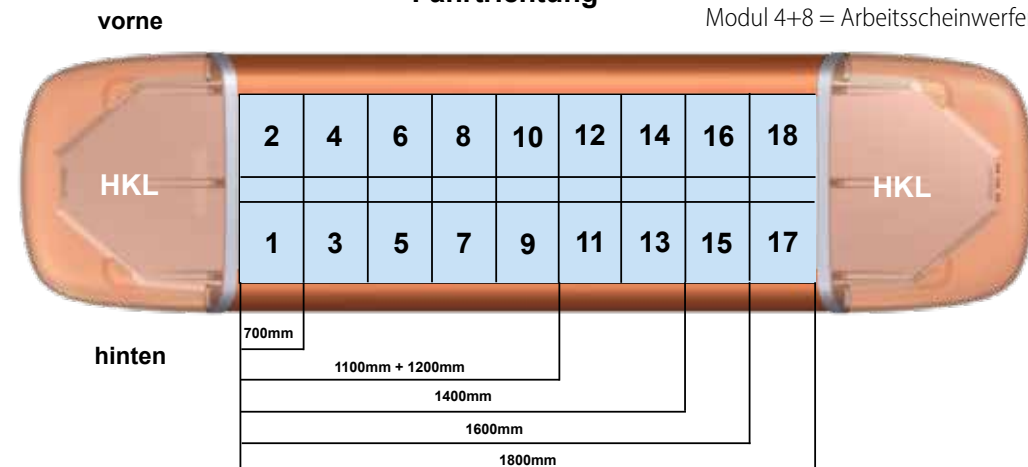 vorne
Modul 4+8 = Arbeitsscheinwerfe
2 4 6 8 10 12 14 16 18
HKL HKL
1 3 5 7 9 11 13 15 17
700mm
hinten
1100mm + 1200mm
1400mm
1600mm
1800mm